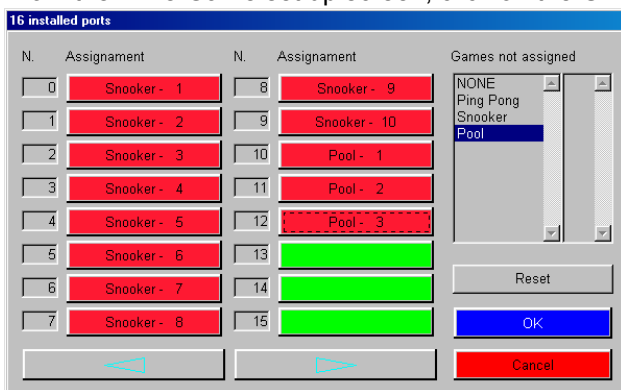 16 installed ports
N. Assignament N. Assignament Games not assigned
0 Snooker - 1 8 Snooker - 9 NONE
Ping Pong
1 Snooker - 2 9 Snooker - 10 Snooker
Pool
2 Snooker - 3 10 Pool - 1
3 Snooker - 4 11 Pool - 2
4 Snooker - 5 12 Pool - 3
5 Snooker - 6 13
6 Snooker - 7 14 Reset
7 Snooker - 8 15 OK
Cancel